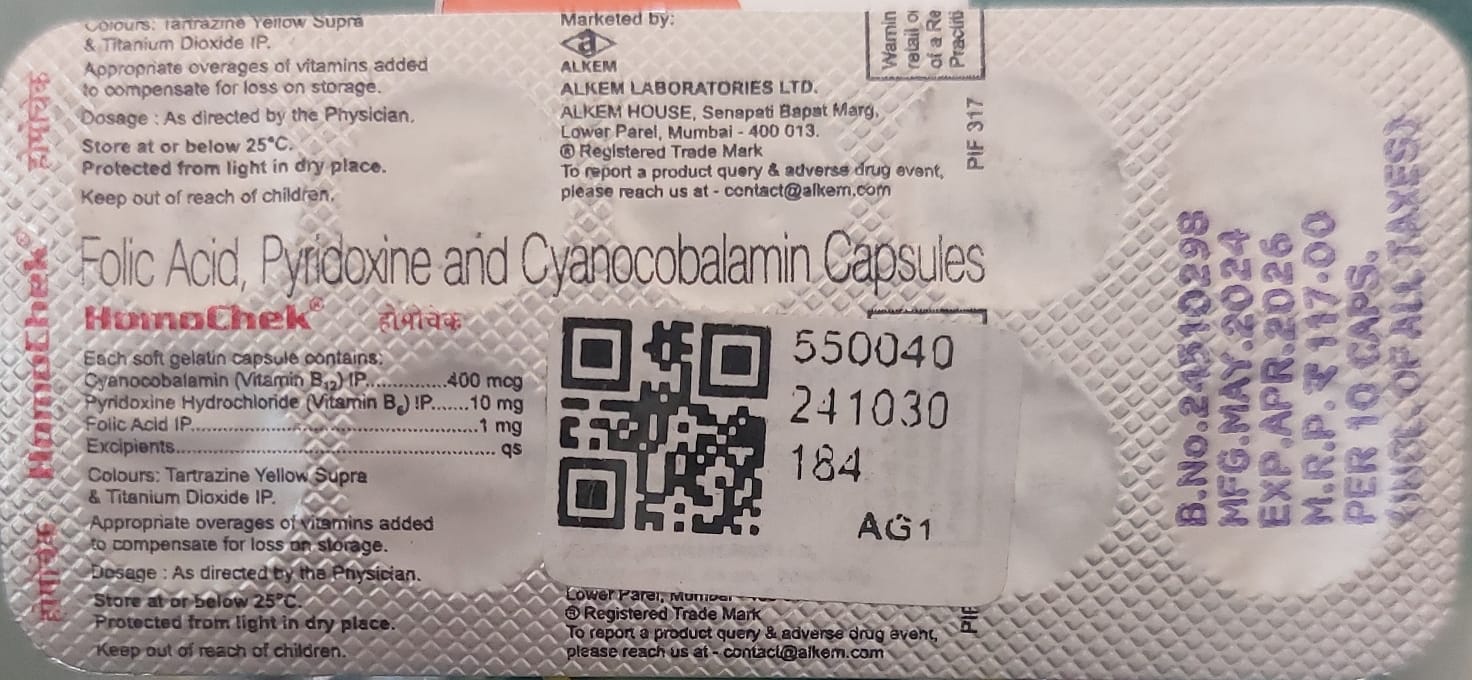 Colours: Tartrazine Yellow Supra
& Titanium Dioxide IP.
Appropriate overages of vitamins added
to compensate for loss on storage.
Dosage : As directed by the Physician.
Store at or below 25°C.
Protected from light in dry place.
Keep out of reach of children.
Marketed by:
a
ALKEM
ALKEM LABORATORIES LTD.
ALKEM HOUSE, Senapati Bapat Marg,
Lower Parel, Mumbai - 400 013.
® Registered Trade Mark
To report a product query & adverse drug event,
please reach us at - contact@alkem.com
Warnin
retail o
of a Re
Practiti
PIF 317
होमोचेक
HomoChek®
होमोचेक
Folic Acid, Pyridoxine and Cyanocobalamin Capsules
HomoChek® होमोचेक
Each soft gelatin capsule contains:
Cyanocobalamin (Vitamin B₁₂) IP..............400 mcg
Pyridoxine Hydrochloride (Vitamin B₆) IP.......10 mg
Folic Acid IP..................................................1 mg
Excipients....................................................... qs
Colours: Tartrazine Yellow Supra
& Titanium Dioxide IP.
Appropriate overages of vitamins added
to compensate for loss on storage.
Dosage : As directed by the Physician.
Store at or below 25°C.
Protected from light in dry place.
Keep out of reach of children.
550040
241030
184
AG1
Lower Parel, Mumbai
® Registered Trade Mark
To report a product query & adverse drug event,
please reach us at - contact@alkem.com
PIF
B.No.24510298
MFG.MAY.2024
EXP.APR.2026
M.R.P. ₹ 117.00
PER 10 CAPS.
(INCL. OF ALL TAXES)